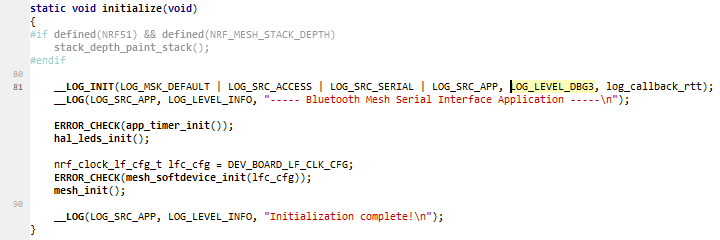 static void initialize(void)
{
#if defined(NRF51) && defined(NRF_MESH_STACK_DEPTH)
    stack_depth_paint_stack();
#endif
80
81    __LOG_INIT(LOG_MSK_DEFAULT | LOG_SRC_ACCESS | LOG_SRC_SERIAL | LOG_SRC_APP, LOG_LEVEL_DBG3, log_callback_rtt);
    __LOG(LOG_SRC_APP, LOG_LEVEL_INFO, "----- Bluetooth Mesh Serial Interface Application -----\n");

    ERROR_CHECK(app_timer_init());
    hal_leds_init();

    nrf_clock_lf_cfg_t lfc_cfg = DEV_BOARD_LF_CLK_CFG;
    ERROR_CHECK(mesh_softdevice_init(lfc_cfg));
    mesh_init();
90
    __LOG(LOG_SRC_APP, LOG_LEVEL_INFO, "Initialization complete!\n");
}